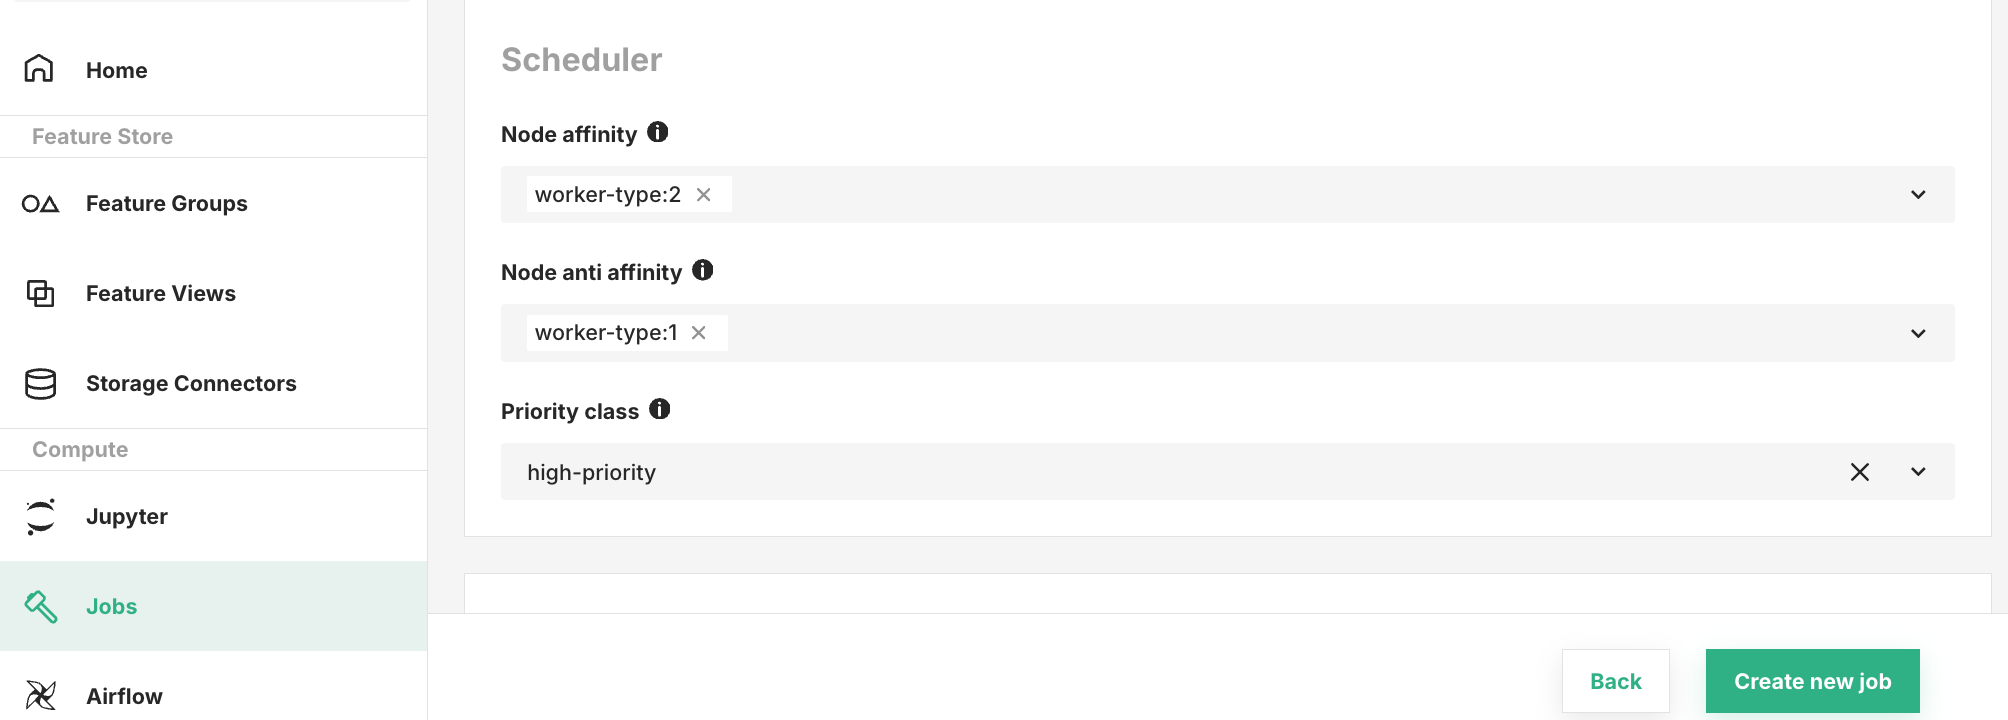 Home
Feature Store
Feature Groups
Feature Views
Storage Connectors
Compute
Jupyter
Jobs
Airflow
Scheduler
Node affinity
worker-type:2
Node anti affinity
worker-type:1
Priority class
high-priority
Back
Create new job